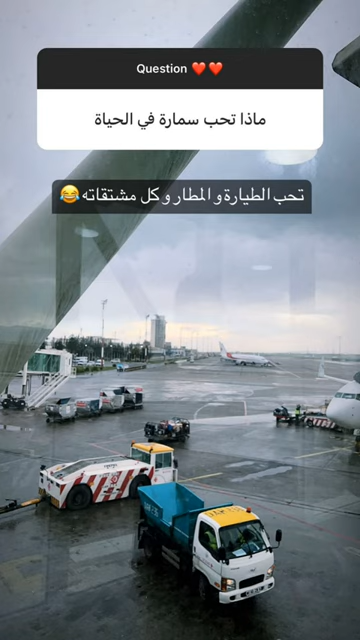 Question ❤️❤️
ماذا تحب سمارة في الحياة
تحب الطيارة و المطار و كل مشتقاته 😂